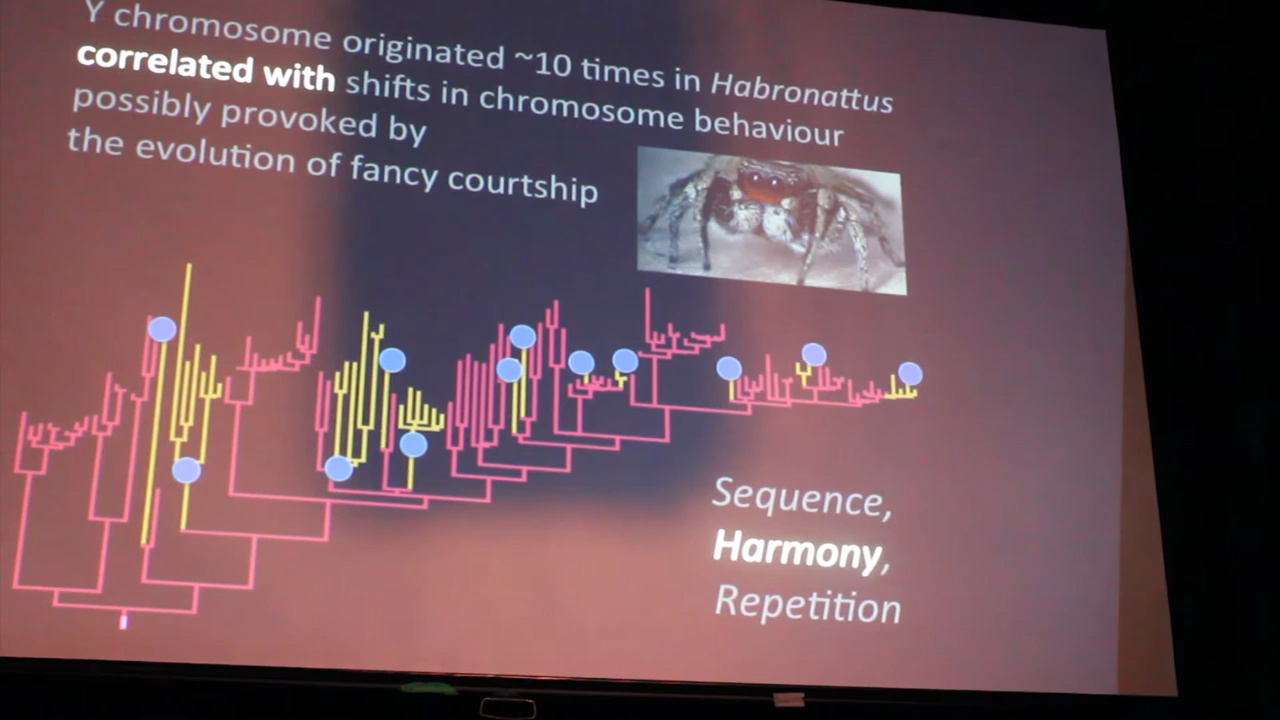 Y chromosome originated ~10 times in Habronattus
correlated with shifts in chromosome behaviour
possibly provoked by
the evolution of fancy courtship
Sequence,
Harmony,
Repetition